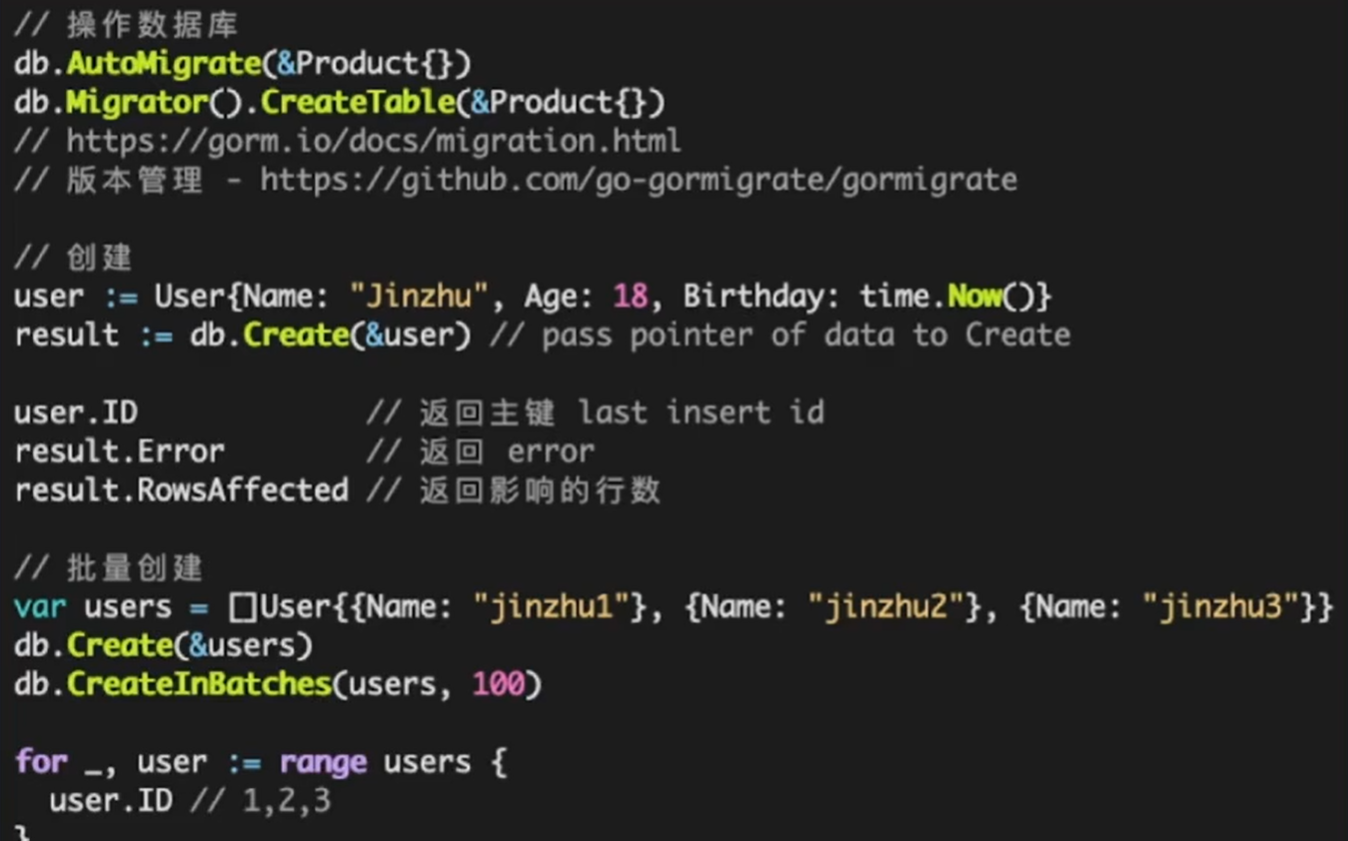 // 操作数据库
db.AutoMigrate(&Product{})
db.Migrator().CreateTable(&Product{})
// https://gorm.io/docs/migration.html
// 版本管理 - https://github.com/go-gormigrate/gormigrate
// 创建
user := User{Name: "Jinzhu", Age: 18, Birthday: time.Now()}
result := db.Create(&user) // pass pointer of data to Create
user.ID // 返回主键 last insert id
result.Error // 返回 error
result.RowsAffected // 返回影响的行数
// 批量创建
var users = []User{{Name: "jinzhu1"}, {Name: "jinzhu2"}, {Name: "jinzhu3"}}
db.Create(&users)
db.CreateInBatches(users, 100)
for _, user := range users {
  user.ID // 1,2,3
}